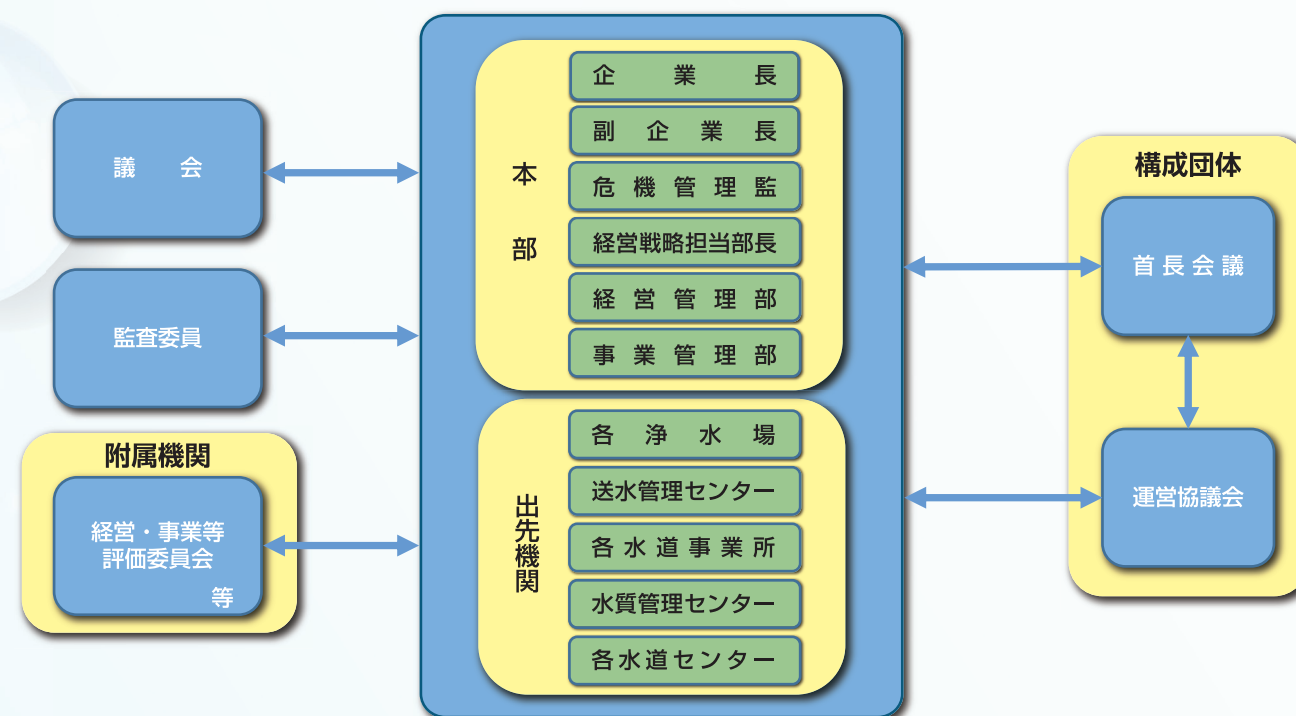 議会
監査委員
附属機関
経営・事業等
評価委員会
等
本部
企業長
副企業長
危機管理監
経営戦略担当部長
経営管理部
事業管理部
出先機関
各浄水場
送水管理センター
各水道事業所
水質管理センター
各水道センター
構成団体
首長会議
運営協議会